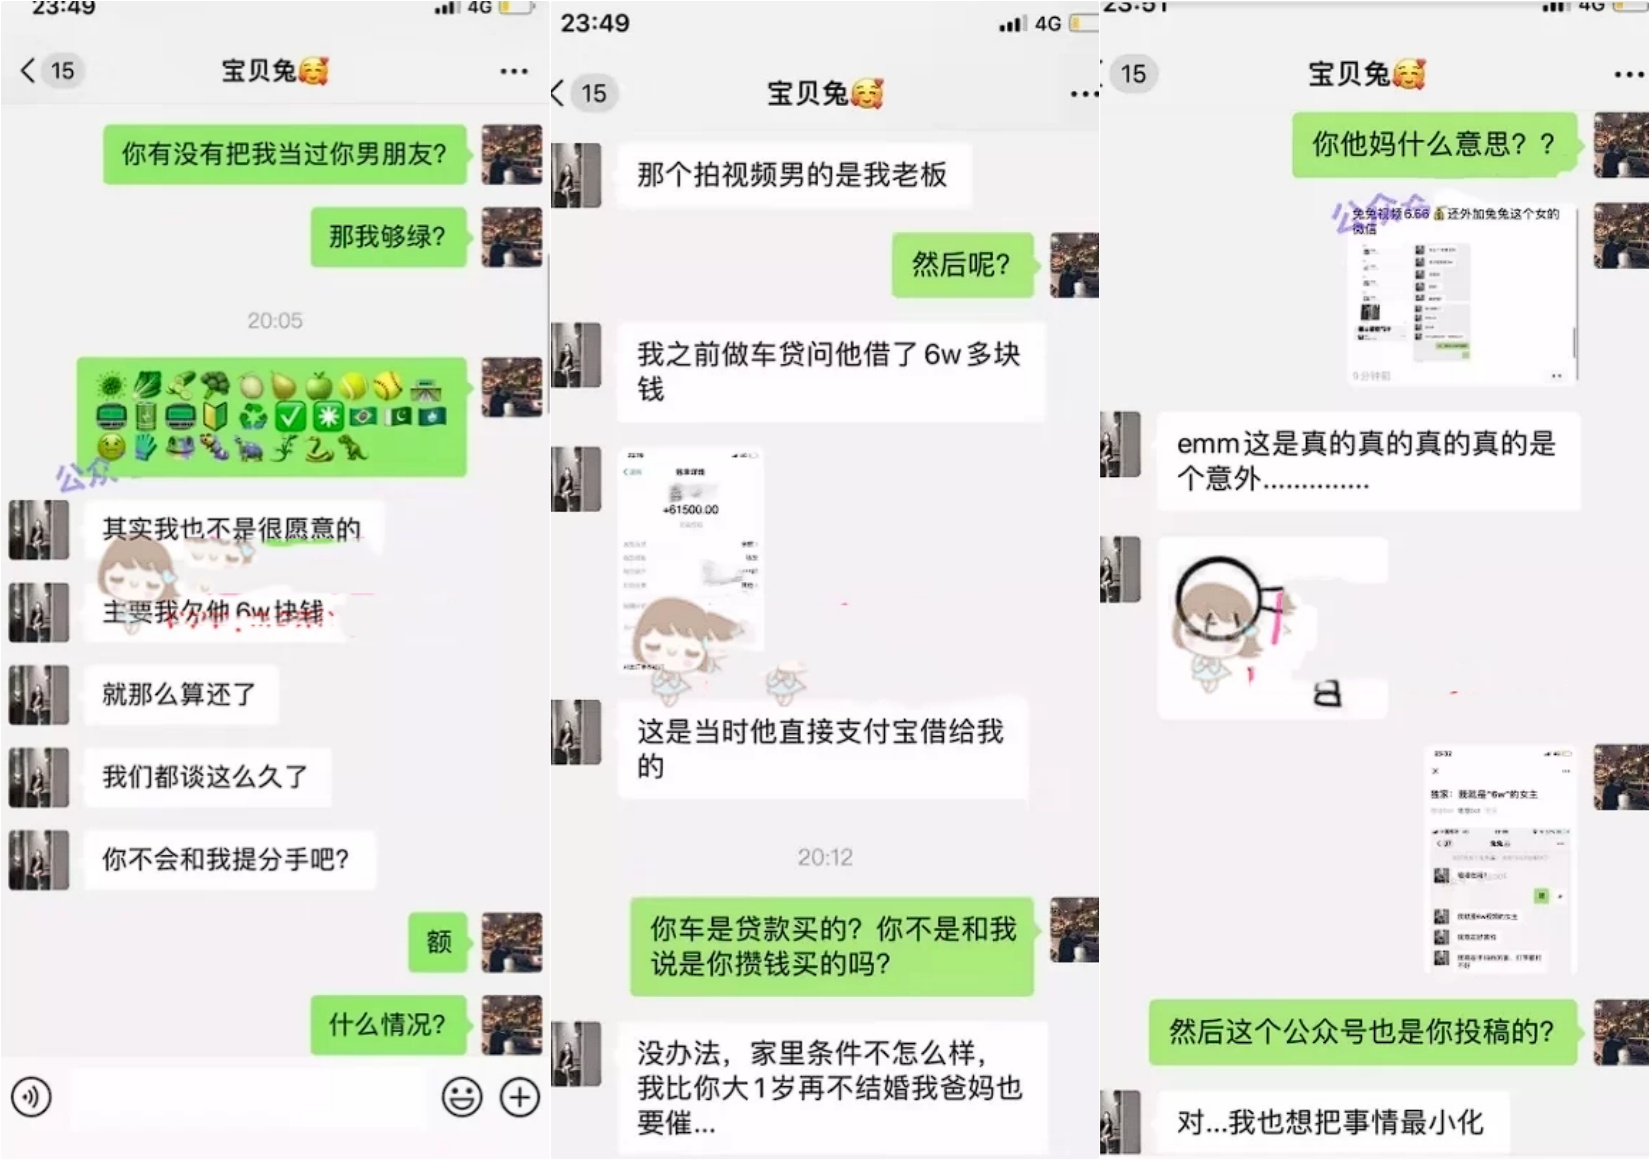 23:49
4G
15
宝贝兔🥰
你有没有把我当过你男朋友?
那我够绿?
20:05
公众
其实我也不是很愿意的
主要我欠他6w块钱
就那么算还了
我们都谈这么久了
你不会和我提分手吧?
额
什么情况?
23:49
4G
15
宝贝兔🥰
那个拍视频男的是我老板
然后呢?
我之前做车贷问他借了6w多块
钱
+61500.00
这是当时他直接支付宝借给我
的
20:12
你车是贷款买的? 你不是和我
说是你攒钱买的吗?
没办法，家里条件不怎么样，
我比你大1岁再不结婚我爸妈也
要催...
23:51
4G
15
宝贝兔🥰
你他妈什么意思? ?
公众
兔兔视频6.66💰还外加兔兔这个女的
微信
9分钟前
emm这是真的真的真的真的是
个意外..............
a
23:32
独家：我就是“6w”的女主
然后这个公众号也是你投稿的?
对...我也想把事情最小化